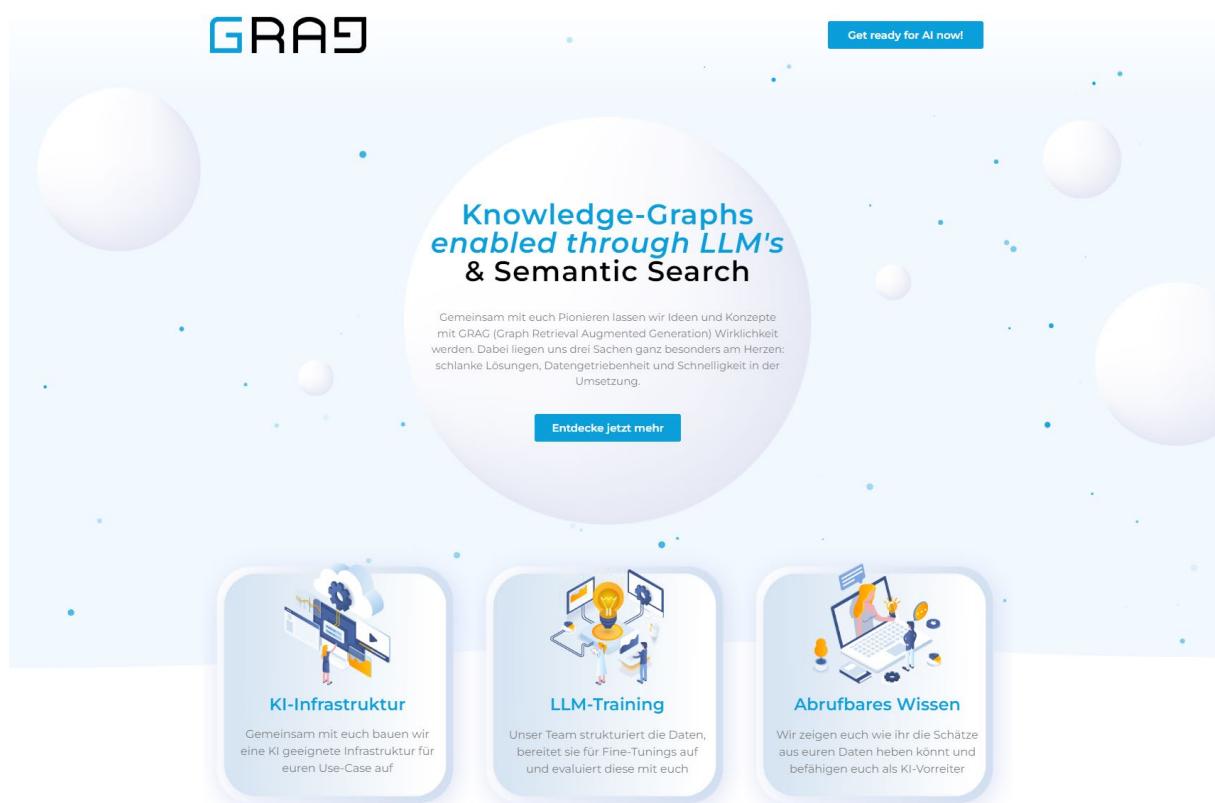 GRAG
Get ready for AI now!
Knowledge-Graphs
enabled through LLM's
& Semantic Search
Gemeinsam mit euch Pionieren lassen wir Ideen und Konzepte
mit GRAG (Graph Retrieval Augmented Generation) Wirklichkeit
werden. Dabei liegen uns drei Sachen ganz besonders am Herzen:
schlanke Lösungen, Datengetriebenheit und Schnelligkeit in der
Umsetzung.
Entdecke jetzt mehr
KI-Infrastruktur
Gemeinsam mit euch bauen wir
eine KI geeignete Infrastruktur für
euren Use-Case auf
LLM-Training
Unser Team strukturiert die Daten,
bereitet sie für Fine-Tunings auf
und evaluiert diese mit euch
Abrufbares Wissen
Wir zeigen euch wie ihr die Schätze
aus euren Daten heben könnt und
befähigen euch als KI-Vorreiter